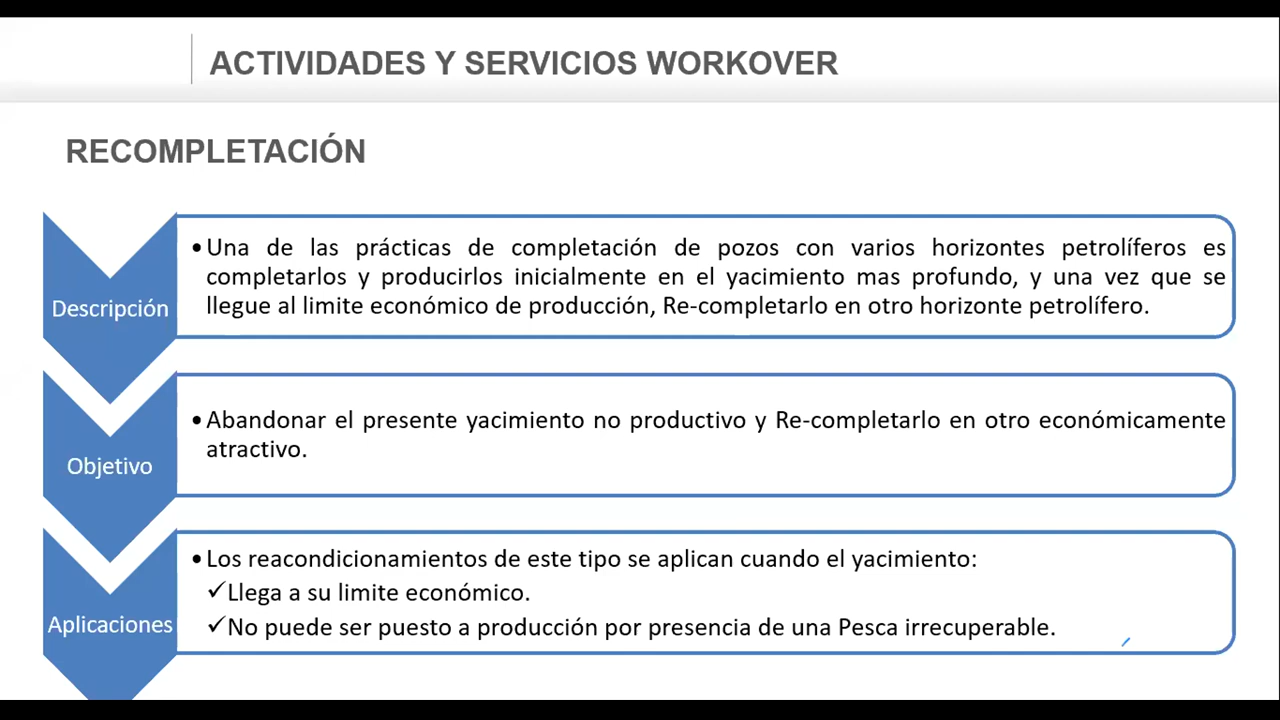 ACTIVIDADES Y SERVICIOS WORKOVER
RECOMPLETACIÓN
Descripción
•Una de las prácticas de completación de pozos con varios horizontes petrolíferos es
completarlos y producirlos inicialmente en el yacimiento mas profundo, y una vez que se
llegue al limite económico de producción, Re-completarlo en otro horizonte petrolífero.
Objetivo
•Abandonar el presente yacimiento no productivo y Re-completarlo en otro económicamente
atractivo.
Aplicaciones
•Los reacondicionamientos de este tipo se aplican cuando el yacimiento:
✓Llega a su limite económico.
✓No puede ser puesto a producción por presencia de una Pesca irrecuperable.